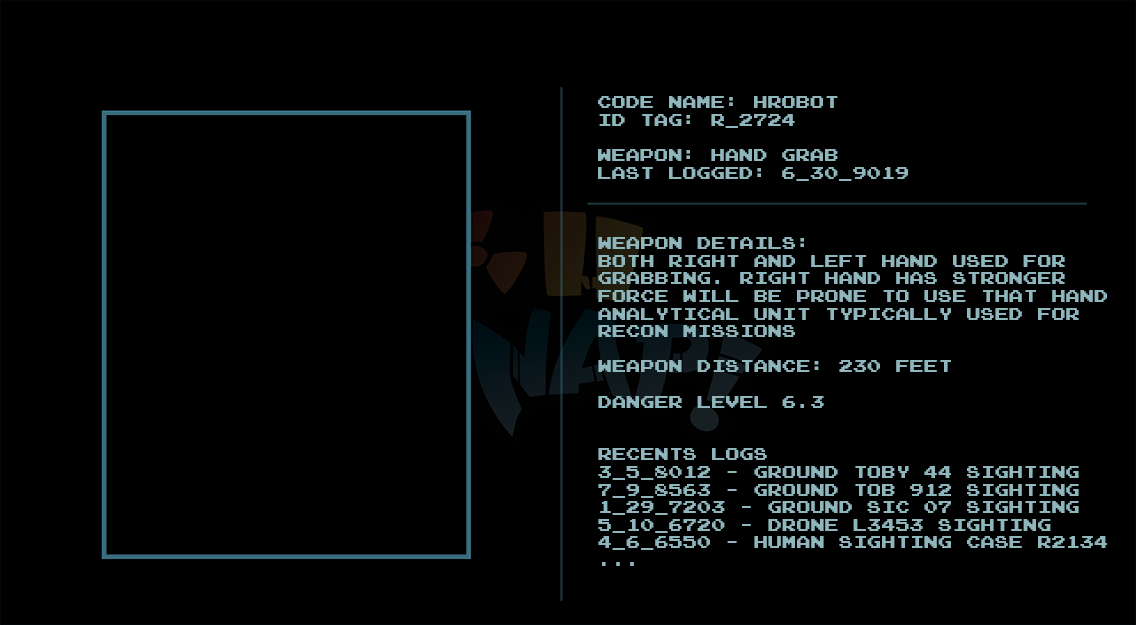 CODE NAME: HROBOT
ID TAG: R_2724
WEAPON: HAND GRAB
LAST LOGGED: 6_30_9019
WEAPON DETAILS:
BOTH RIGHT AND LEFT HAND USED FOR
GRABBING. RIGHT HAND HAS STRONGER
FORCE WILL BE PRONE TO USE THAT HAND
ANALYTICAL UNIT TYPICALLY USED FOR
RECON MISSIONS
WEAPON DISTANCE: 230 FEET
DANGER LEVEL 6.3
RECENTS LOGS
3_5_8012 - GROUND TOBY 44 SIGHTING
7_9_8563 - GROUND TOB 912 SIGHTING
1_29_7203 - GROUND SIC 07 SIGHTING
5_10_6720 - DRONE L3453 SIGHTING
4_6_6550 - HUMAN SIGHTING CASE R2134
...